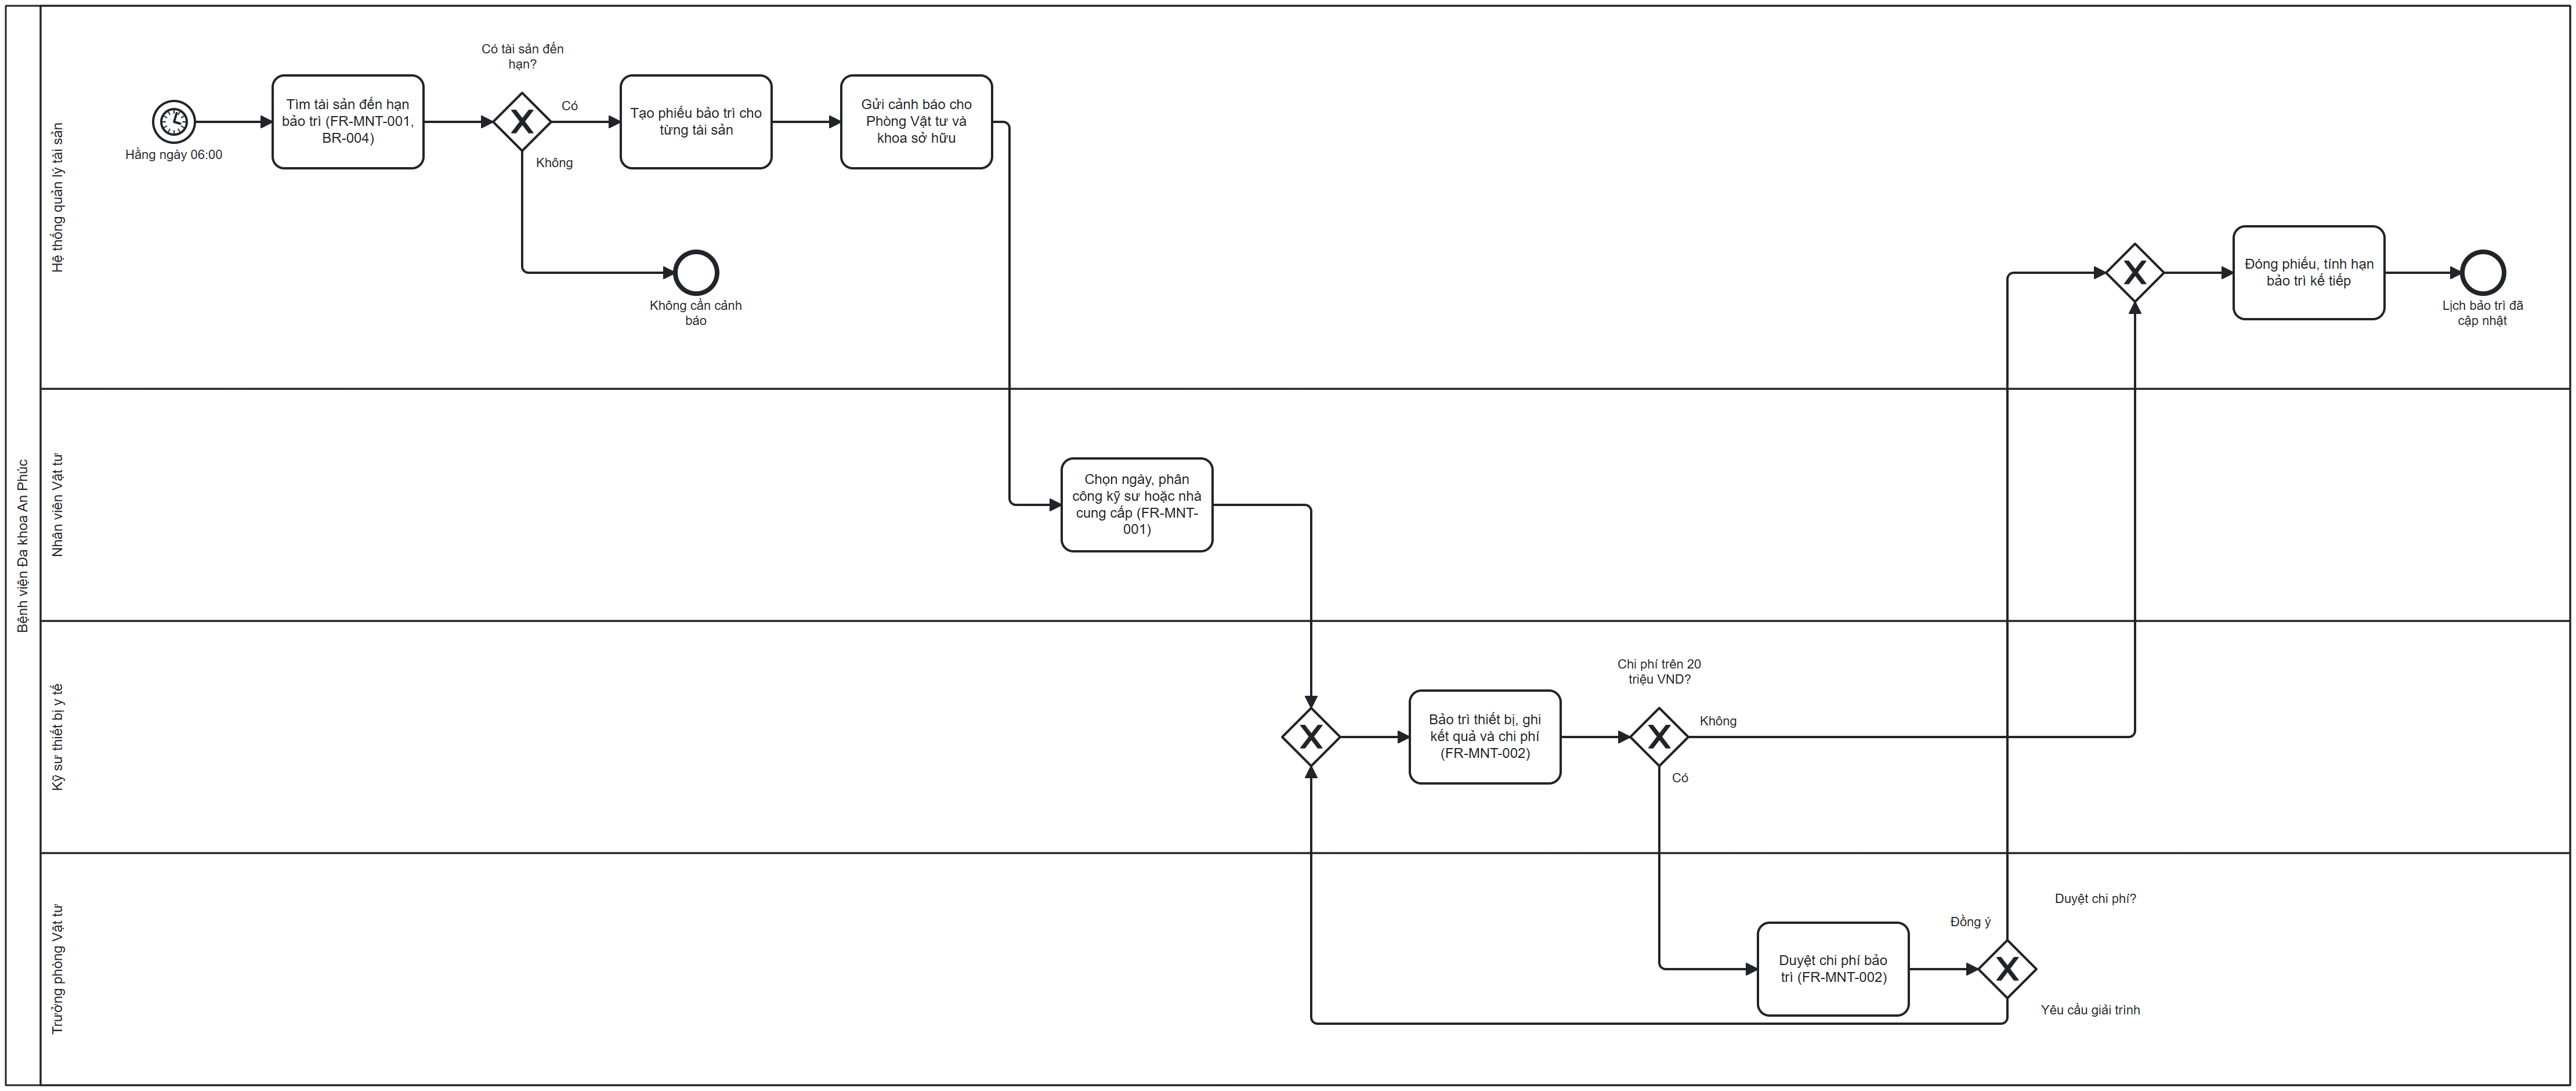 Bệnh viện Đa khoa An Phúc
Hệ thống quản lý tài sản
Hằng ngày 06:00
Tìm tài sản đến hạn
bảo trì (FR-MNT-001,
BR-004)
Có tài sản đến
hạn?
Có
Không
Tạo phiếu bảo trì cho
từng tài sản
Gửi cảnh báo cho
Phòng Vật tư và
khoa sở hữu
Không cần cảnh
báo
Đóng phiếu, tính hạn
bảo trì kế tiếp
Lịch bảo trì đã
cập nhật
Nhân viên Vật tư
Chọn ngày, phân
công kỹ sư hoặc nhà
cung cấp (FR-MNT-
001)
Kỹ sư thiết bị y tế
Bảo trì thiết bị, ghi
kết quả và chi phí
(FR-MNT-002)
Chi phí trên 20
triệu VND?
Không
Có
Trưởng phòng Vật tư
Duyệt chi phí bảo
trì (FR-MNT-002)
Đồng ý
Duyệt chi phí?
Yêu cầu giải trình